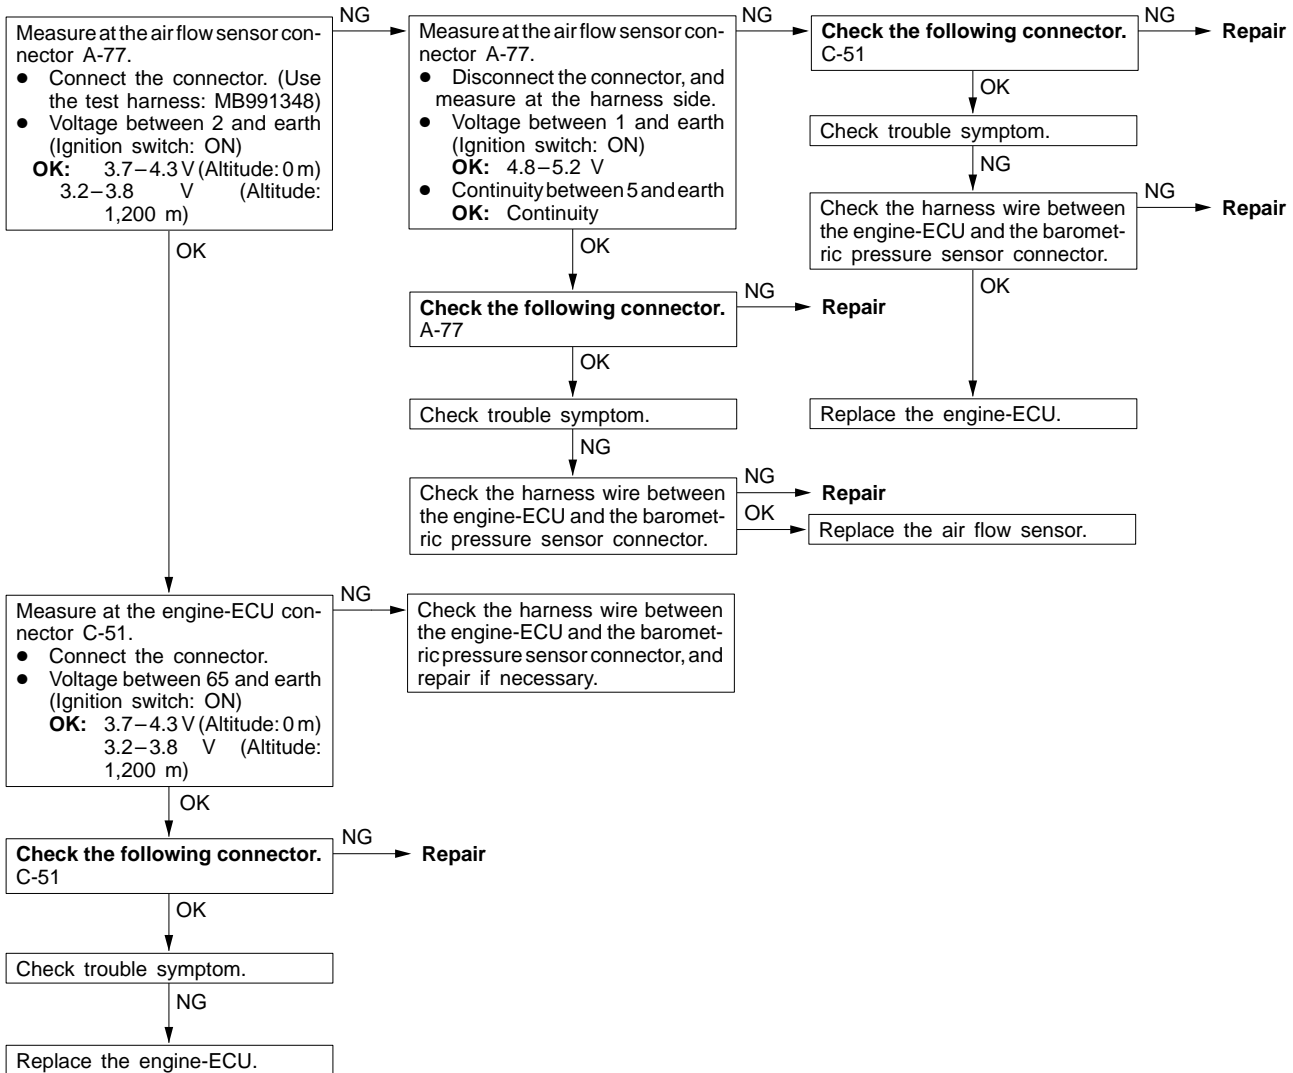 Measure at the air flow sensor con-
nector A-77.
● Connect the connector. (Use
the test harness: MB991348)
● Voltage between 2 and earth
(Ignition switch: ON)
OK: 3.7–4.3 V (Altitude: 0 m)
3.2–3.8 V (Altitude:
1,200 m)
NG
OK
Measure at the air flow sensor con-
nector A-77.
● Disconnect the connector, and
measure at the harness side.
● Voltage between 1 and earth
(Ignition switch: ON)
OK: 4.8–5.2 V
● Continuity between 5 and earth
OK: Continuity
NG
OK
Check the following connector.
C-51
NG
Repair
OK
Check trouble symptom.
NG
Check the harness wire between
the engine-ECU and the baromet-
ric pressure sensor connector.
NG
Repair
OK
Replace the engine-ECU.
Check the following connector.
A-77
NG
Repair
OK
Check trouble symptom.
NG
Check the harness wire between
the engine-ECU and the baromet-
ric pressure sensor connector.
NG
Repair
OK
Replace the air flow sensor.
Measure at the engine-ECU con-
nector C-51.
● Connect the connector.
● Voltage between 65 and earth
(Ignition switch: ON)
OK: 3.7–4.3 V (Altitude: 0 m)
3.2–3.8 V (Altitude:
1,200 m)
NG
Check the harness wire between
the engine-ECU and the baromet-
ric pressure sensor connector, and
repair if necessary.
OK
Check the following connector.
C-51
NG
Repair
OK
Check trouble symptom.
NG
Replace the engine-ECU.